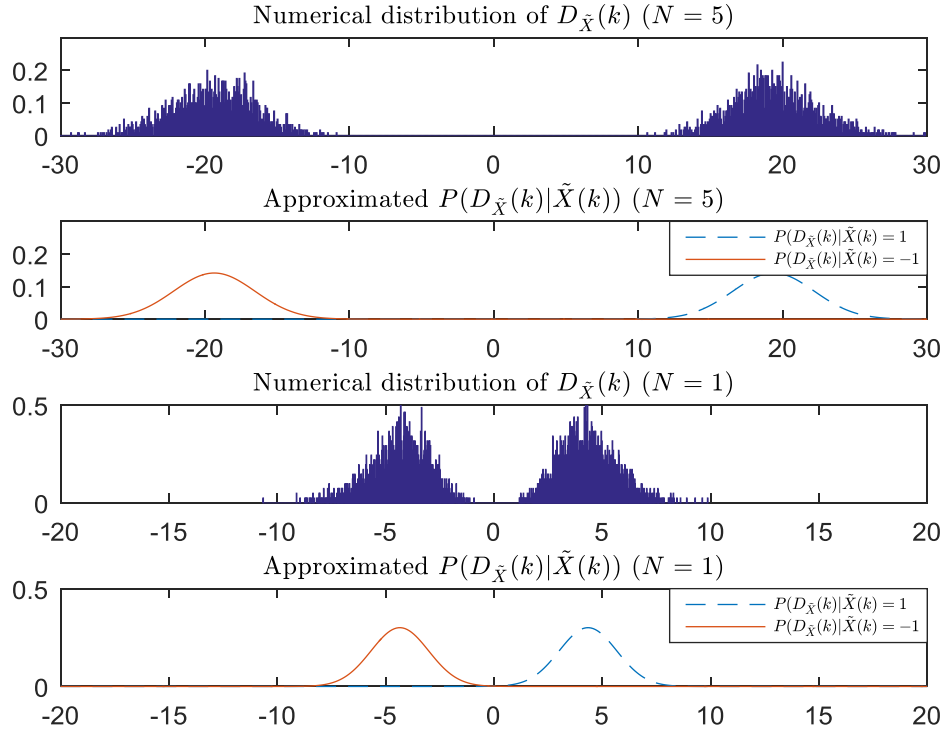 Numerical distribution of $D_{\tilde{X}}(k)$ ($N = 5$)
0.2
0.1
0
-30 -20 -10 0 10 20 30
Approximated $P(D_{\tilde{X}}(k)|\tilde{X}(k))$ ($N = 5$)
$P(D_{\tilde{X}}(k)|\tilde{X}(k) = 1$
$P(D_{\tilde{X}}(k)|\tilde{X}(k) = -1$
0.2
0.1
0
-30 -20 -10 0 10 20 30
Numerical distribution of $D_{\tilde{X}}(k)$ ($N = 1$)
0.5
0
-20 -15 -10 -5 0 5 10 15 20
Approximated $P(D_{\tilde{X}}(k)|\tilde{X}(k))$ ($N = 1$)
0.5
$P(D_{\tilde{X}}(k)|\tilde{X}(k) = 1$
$P(D_{\tilde{X}}(k)|\tilde{X}(k) = -1$
0
-20 -15 -10 -5 0 5 10 15 20